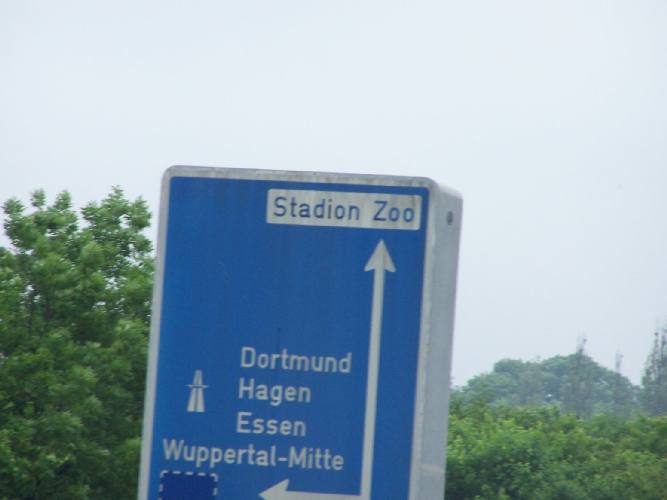 Stadion Zoo
Dortmund
Hagen
Essen
Wuppertal-Mitte